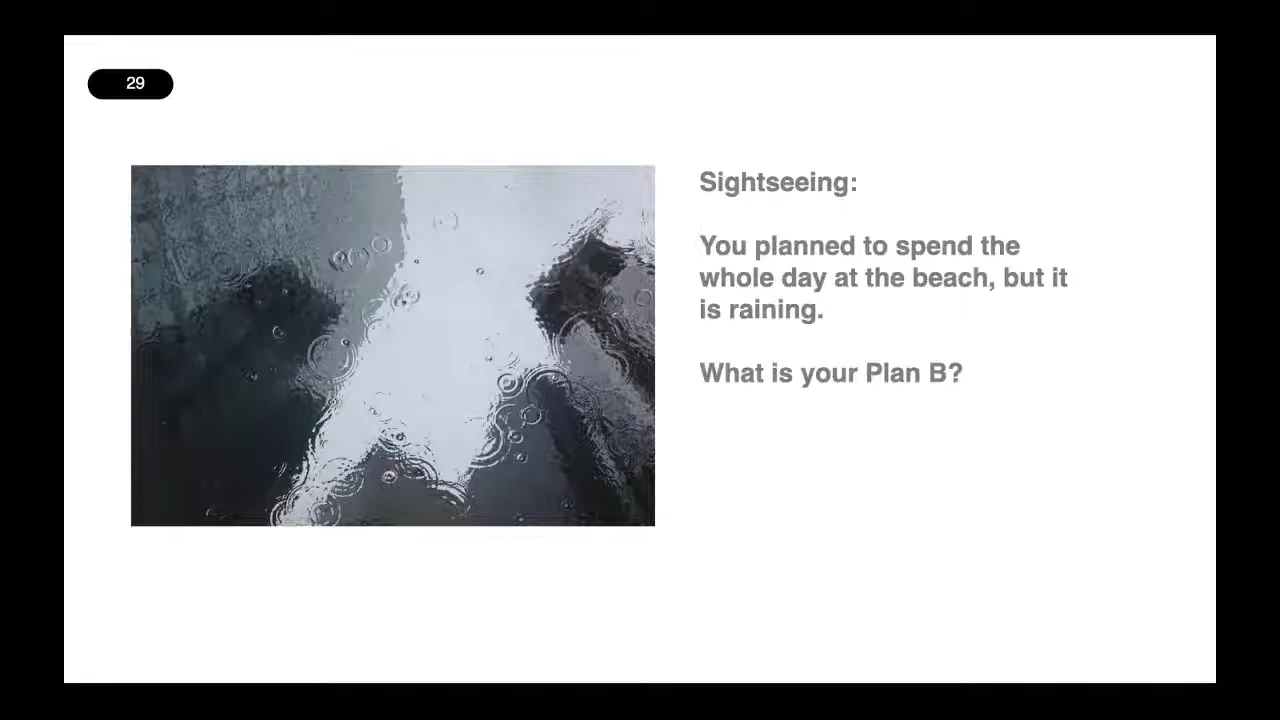 29
Sightseeing:
You planned to spend the
whole day at the beach, but it
is raining.
What is your Plan B?